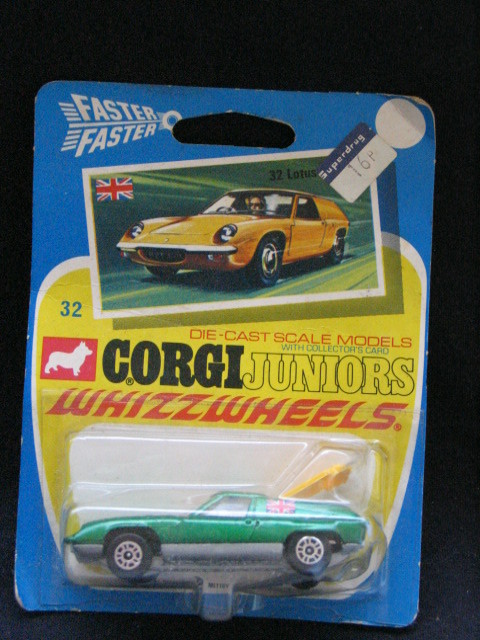 FASTER
FASTER
Superdrug
16p
32 Lotus
32
DIE-CAST SCALE MODELS
WITH COLLECTOR'S CARD
CORGI JUNIORS
WHIZZWHEELS®